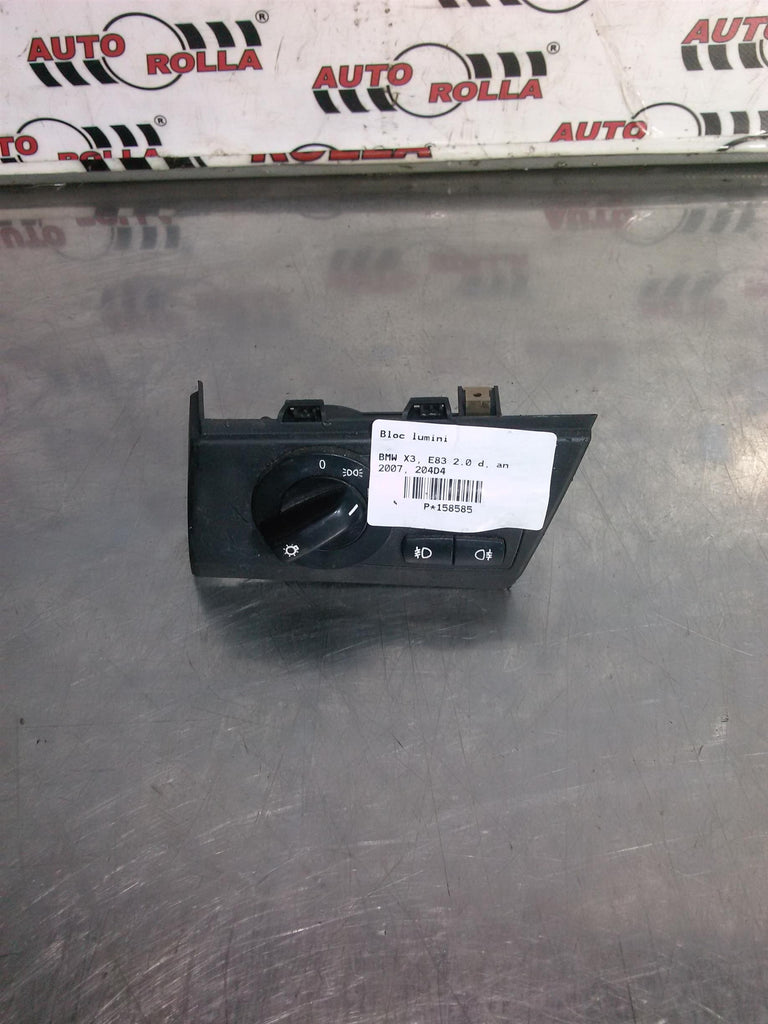 AUTO ROLLA ®
AUTO ROLLA ®
AUTO
ROLLA ®
AUTO
ROLLA
Bloc lumini
BMW X3, E83 2.0 d, an
2007, 204D4
P*158585
0